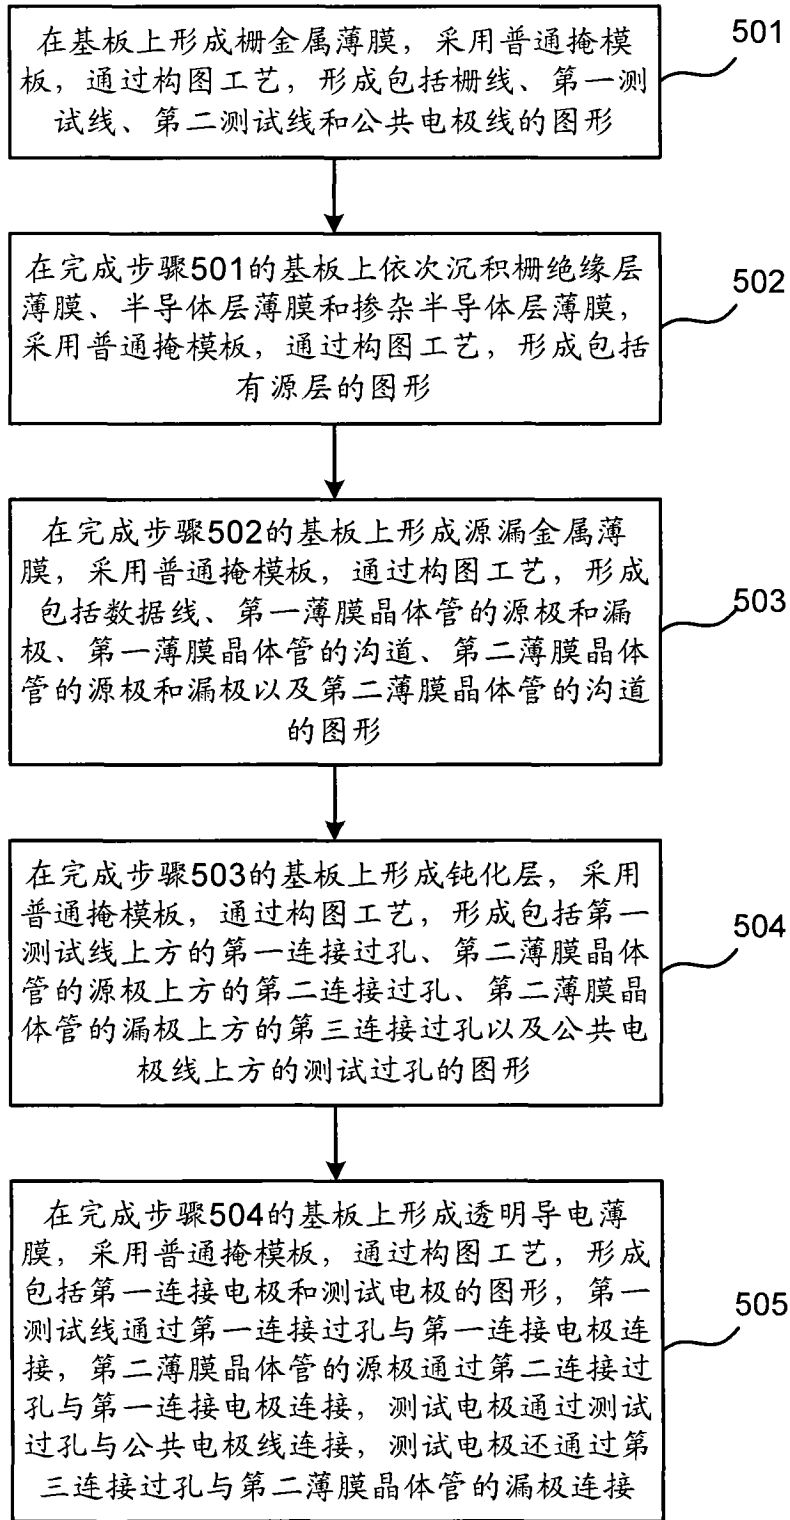 在基板上形成栅金属薄膜，采用普通掩模
板，通过构图工艺，形成包括栅线、第一测
试线、第二测试线和公共电极线的图形
501
在完成步骤501的基板上依次沉积栅绝缘层
薄膜、半导体层薄膜和掺杂半导体层薄膜，
采用普通掩模板，通过构图工艺，形成包括
有源层的图形
502
在完成步骤502的基板上形成源漏金属薄
膜，采用普通掩模板，通过构图工艺，形成
包括数据线、第一薄膜晶体管的源极和漏
极、第一薄膜晶体管的沟道、第二薄膜晶体
管的源极和漏极以及第二薄膜晶体管的沟道
的图形
503
在完成步骤503的基板上形成钝化层，采用
普通掩模板，通过构图工艺，形成包括第一
测试线上方的第一连接过孔、第二薄膜晶体
管的源极上方的第二连接过孔、第二薄膜晶
体管的漏极上方的第三连接过孔以及公共电
极线上方的测试过孔的图形
504
在完成步骤504的基板上形成透明导电薄
膜，采用普通掩模板，通过构图工艺，形成
包括第一连接电极和测试电极的图形，第一
测试线通过第一连接过孔与第一连接电极连
接，第二薄膜晶体管的源极通过第二连接过
孔与第一连接电极连接，测试电极通过测试
过孔与公共电极线连接，测试电极还通过第
三连接过孔与第二薄膜晶体管的漏极连接
505